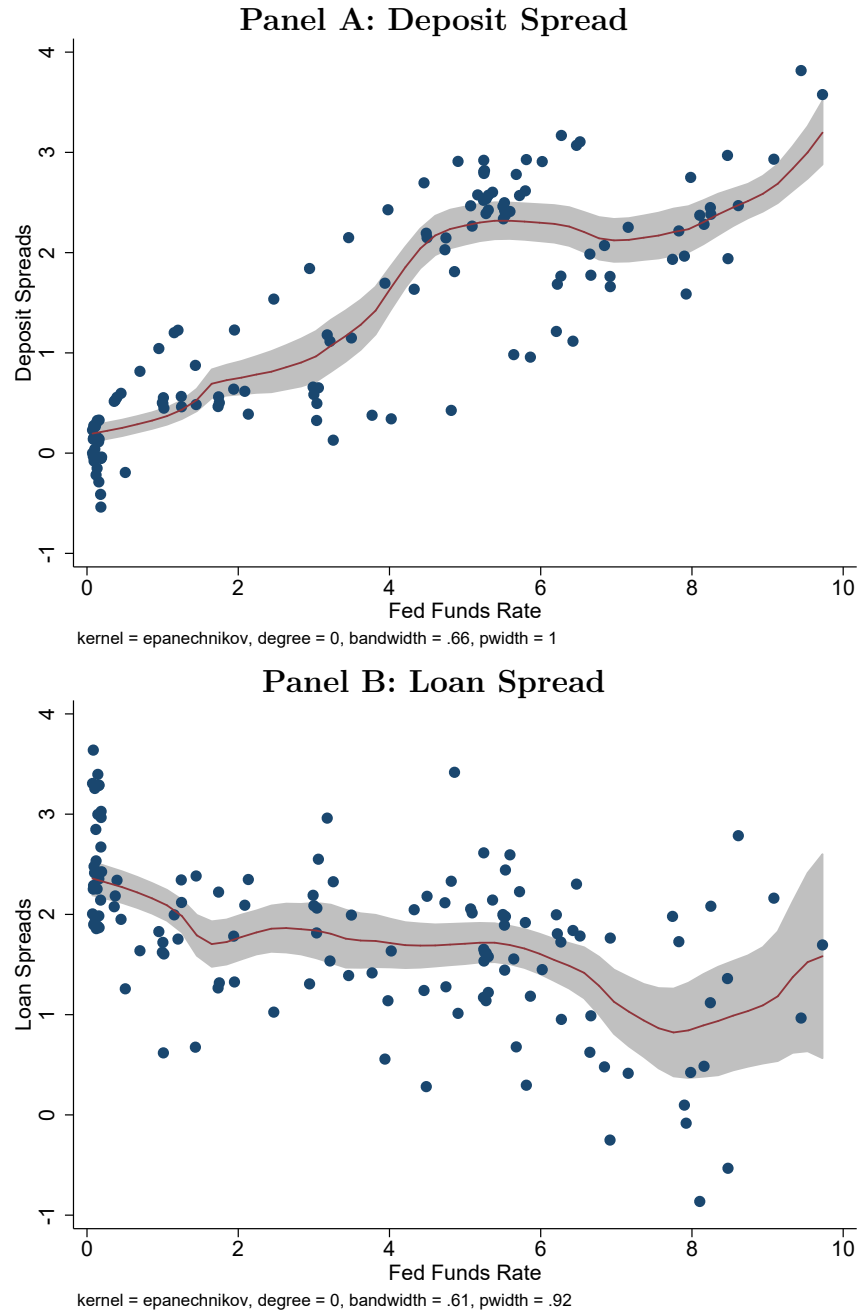 Panel A: Deposit Spread
4
3
2
1
0
-1
Deposit Spreads
0 2 4 6 8 10
Fed Funds Rate
kernel = epanechnikov, degree = 0, bandwidth = .66, pwidth = 1
Panel B: Loan Spread
4
3
2
1
0
-1
Loan Spreads
0 2 4 6 8 10
Fed Funds Rate
kernel = epanechnikov, degree = 0, bandwidth = .61, pwidth = .92